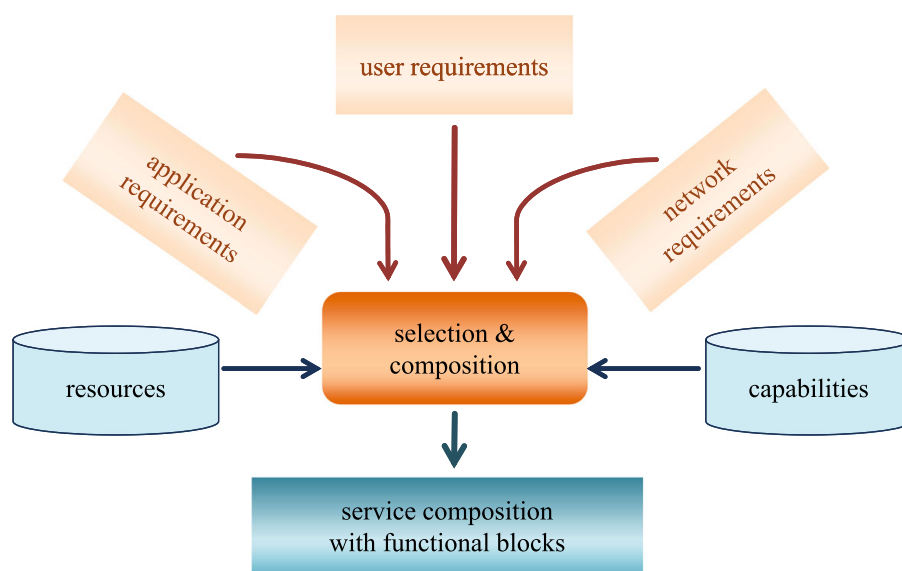 user requirements
application
requirements
network
requirements
selection &
composition
resources
capabilities
service composition
with functional blocks